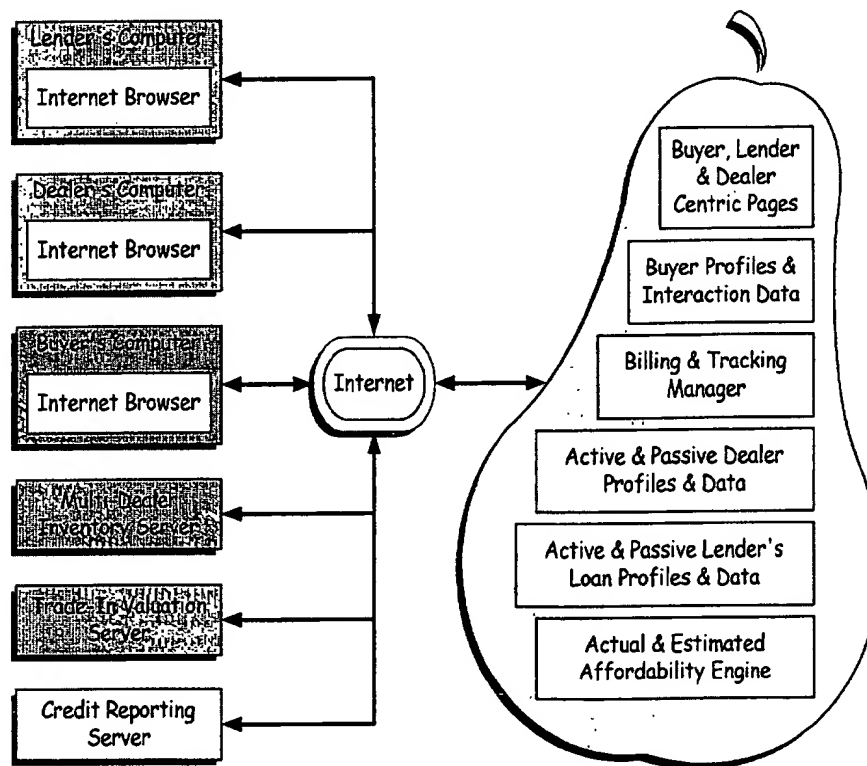 Lender's Computer
Internet Browser
Dealer's Computer
Internet Browser
Buyer's Computer
Internet Browser
Multi-Dealer
Inventory Server
Trade-In Valuation
Server
Credit Reporting
Server
Internet
Buyer, Lender
& Dealer
Centric Pages
Buyer Profiles &
Interaction Data
Billing & Tracking
Manager
Active & Passive Dealer
Profiles & Data
Active & Passive Lender's
Loan Profiles & Data
Actual & Estimated
Affordability Engine